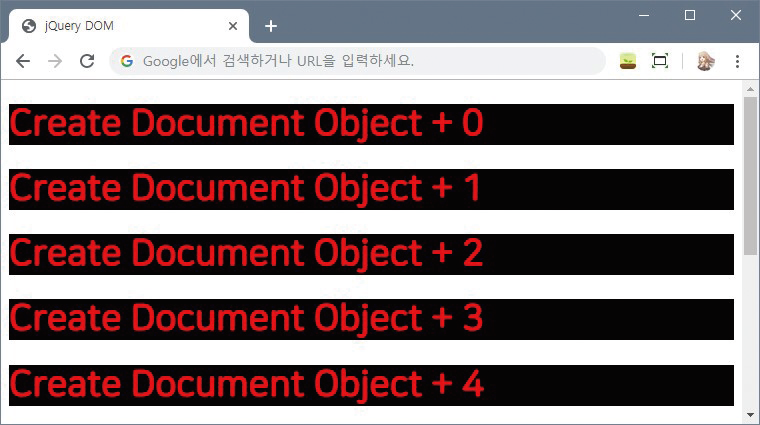 jQuery DOM
Google에서 검색하거나 URL을 입력하세요.
Create Document Object + 0
Create Document Object + 1
Create Document Object + 2
Create Document Object + 3
Create Document Object + 4